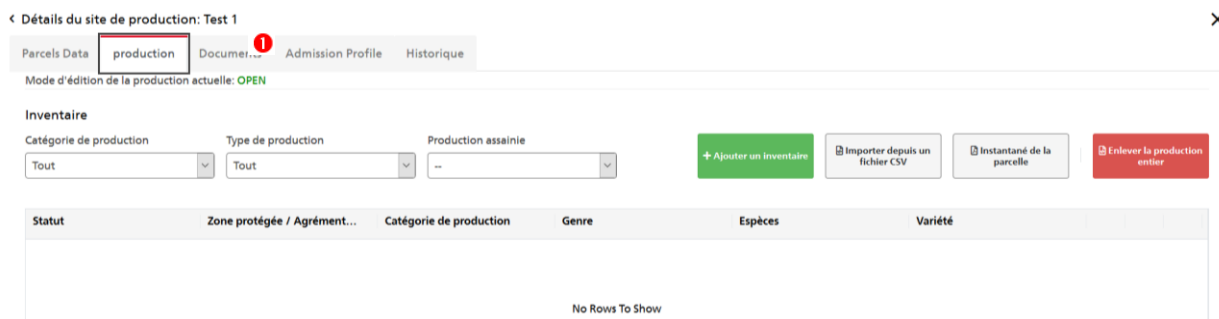 Détails du site de production: Test 1
Parcels Data production 1 Admission Profile Historique
Mode d'édition de la production actuelle: OPEN
Inventaire
Catégorie de production Type de production Production assainie
Tout Tout --
+ Ajouter un inventaire
Importer depuis un
fichier CSV
Instantané de la
parcelle
Enlever la production
entier
Statut Zone protégée / Agrément... Catégorie de production Genre Espèces Variété
No Rows To Show